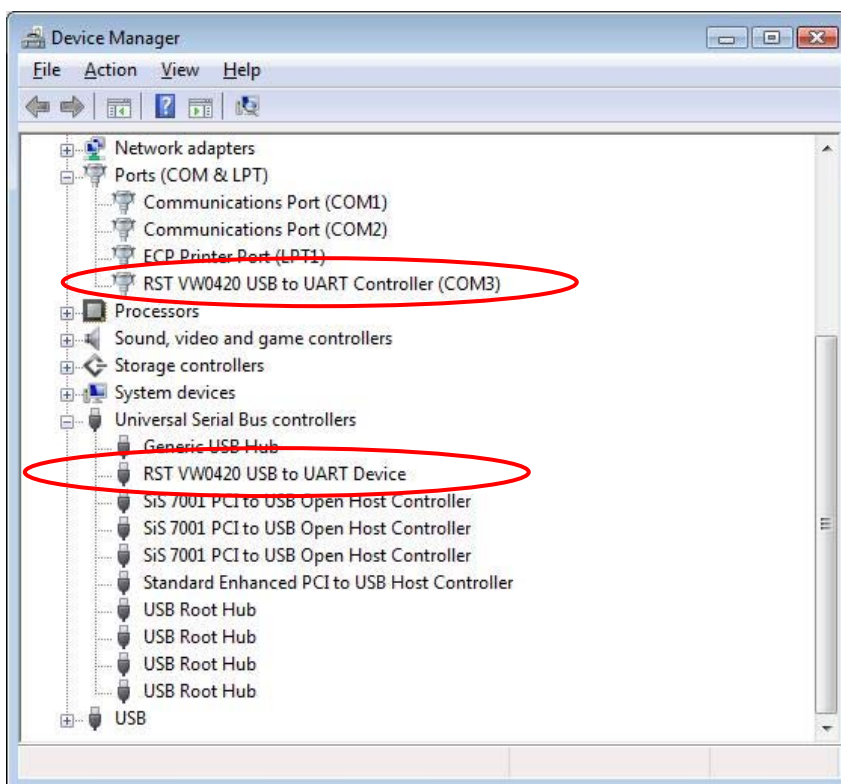 Device Manager
File Action View Help
Network adapters
Ports (COM & LPT)
Communications Port (COM1)
Communications Port (COM2)
ECP Printer Port (LPT1)
RST VW0420 USB to UART Controller (COM3)
Processors
Sound, video and game controllers
Storage controllers
System devices
Universal Serial Bus controllers
Generic USB Hub
RST VW0420 USB to UART Device
SiS 7001 PCI to USB Open Host Controller
SiS 7001 PCI to USB Open Host Controller
SiS 7001 PCI to USB Open Host Controller
Standard Enhanced PCI to USB Host Controller
USB Root Hub
USB Root Hub
USB Root Hub
USB Root Hub
USB